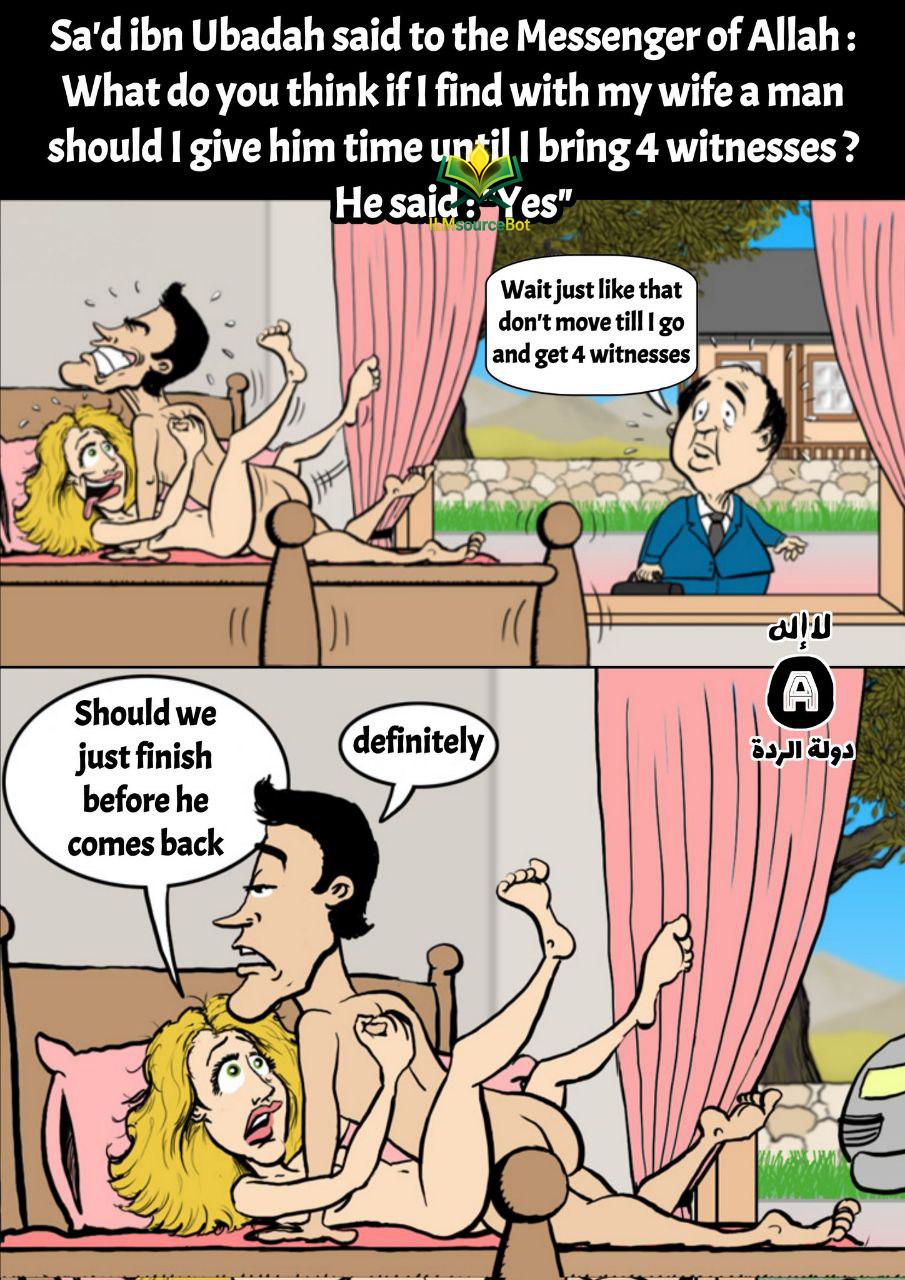 Sa'd ibn Ubadah said to the Messenger of Allah :
What do you think if I find with my wife a man
should I give him time until I bring 4 witnesses ?
He said : "Yes"
ILMsourceBot
Wait just like that
don't move till I go
and get 4 witnesses
لا إله
A
دولة الردة
Should we
just finish
before he
comes back
definitely